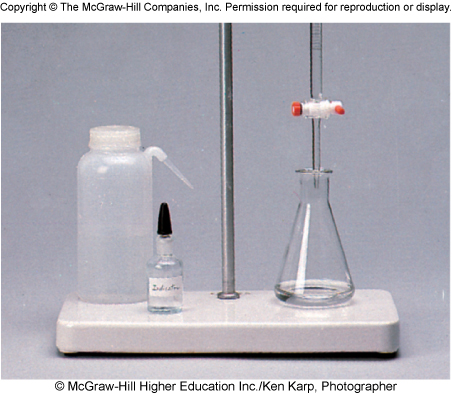 Copyright © The McGraw-Hill Companies, Inc. Permission required for reproduction or display.
Indicator
© McGraw-Hill Higher Education Inc./Ken Karp, Photographer